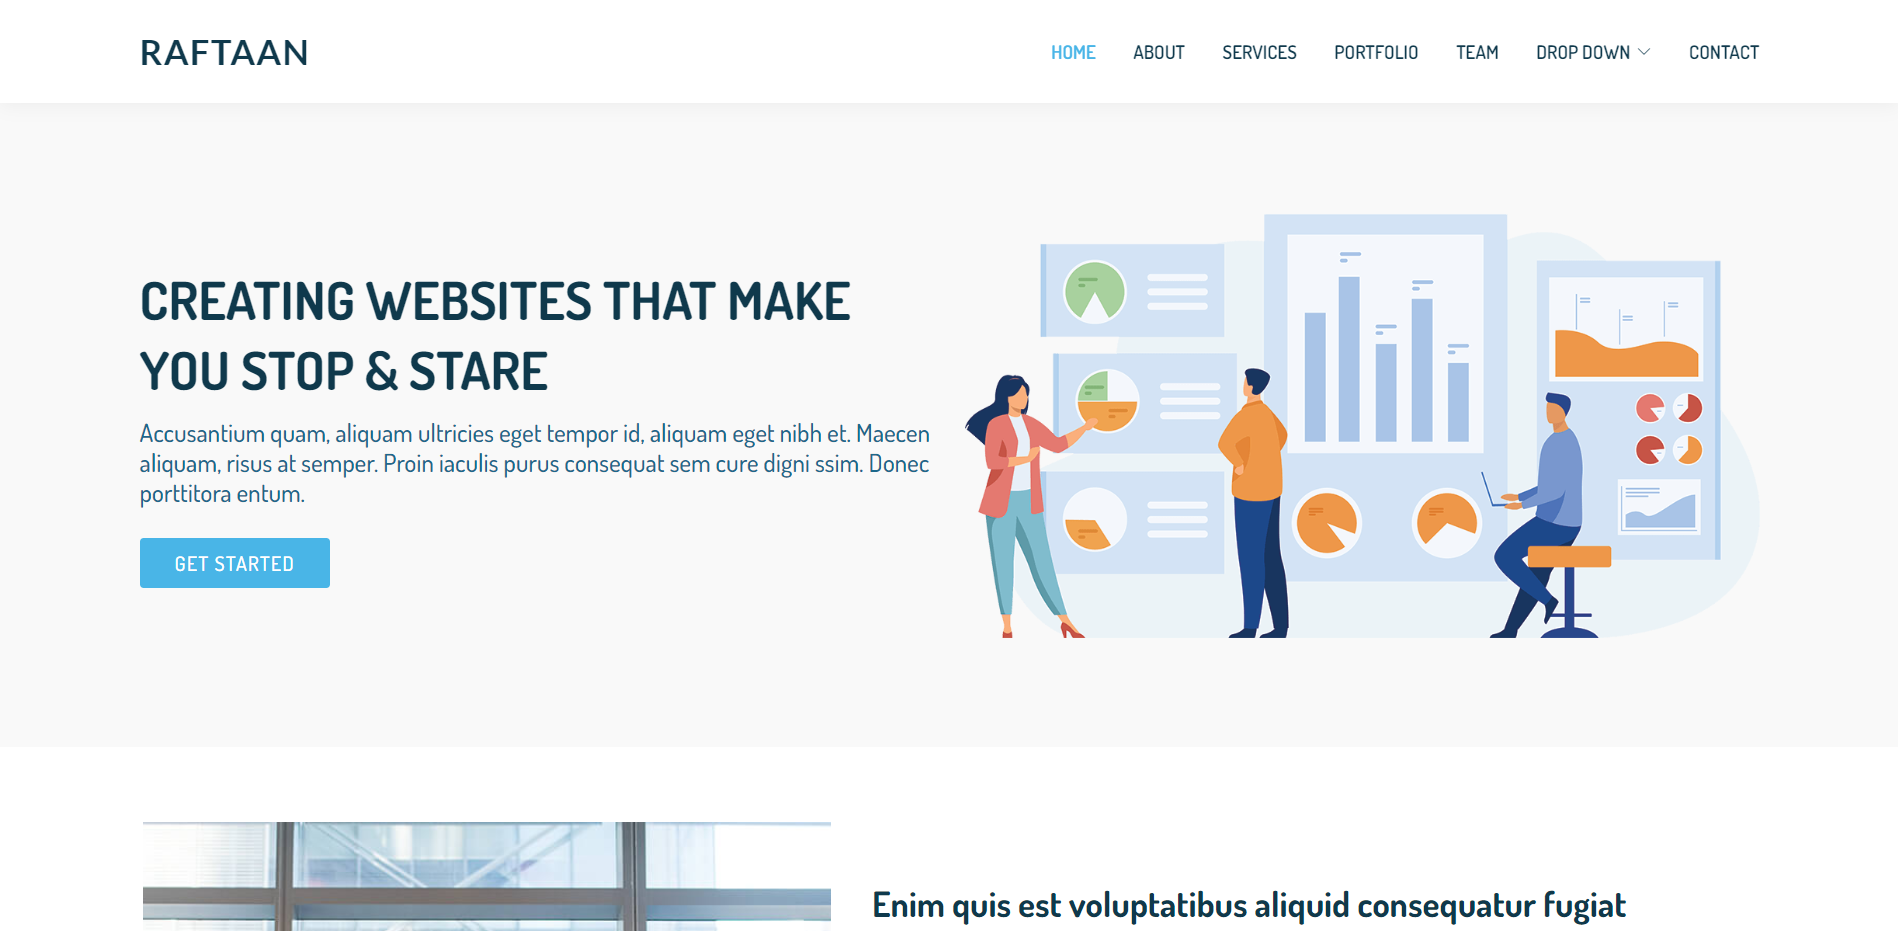 RAFTAAN
HOME ABOUT SERVICES PORTFOLIO TEAM DROP DOWN CONTACT
CREATING WEBSITES THAT MAKE
YOU STOP & STARE
Accusantium quam, aliquam ultricies eget tempor id, aliquam eget nibh et. Maecen
aliquam, risus at semper. Proin iaculis purus consequat sem cure digni ssim. Donec
porttitora entum.
GET STARTED
Enim quis est voluptatibus aliquid consequatur fugiat